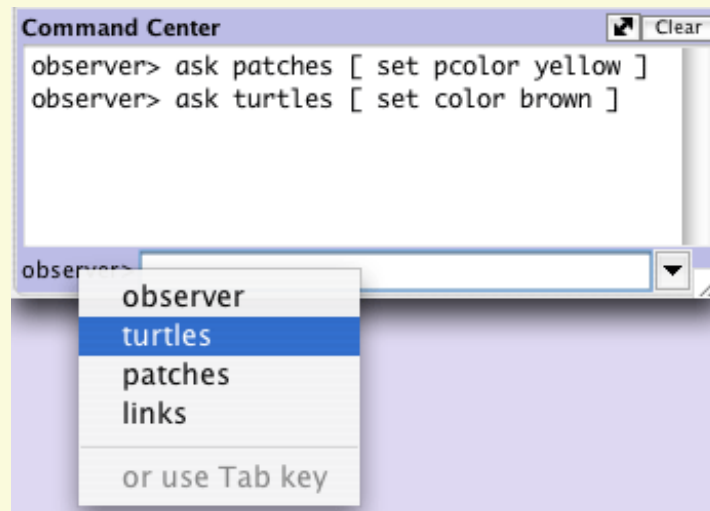 Command Center
Clear
observer> ask patches [ set pcolor yellow ]
observer> ask turtles [ set color brown ]
observer>
observer
turtles
patches
links
or use Tab key